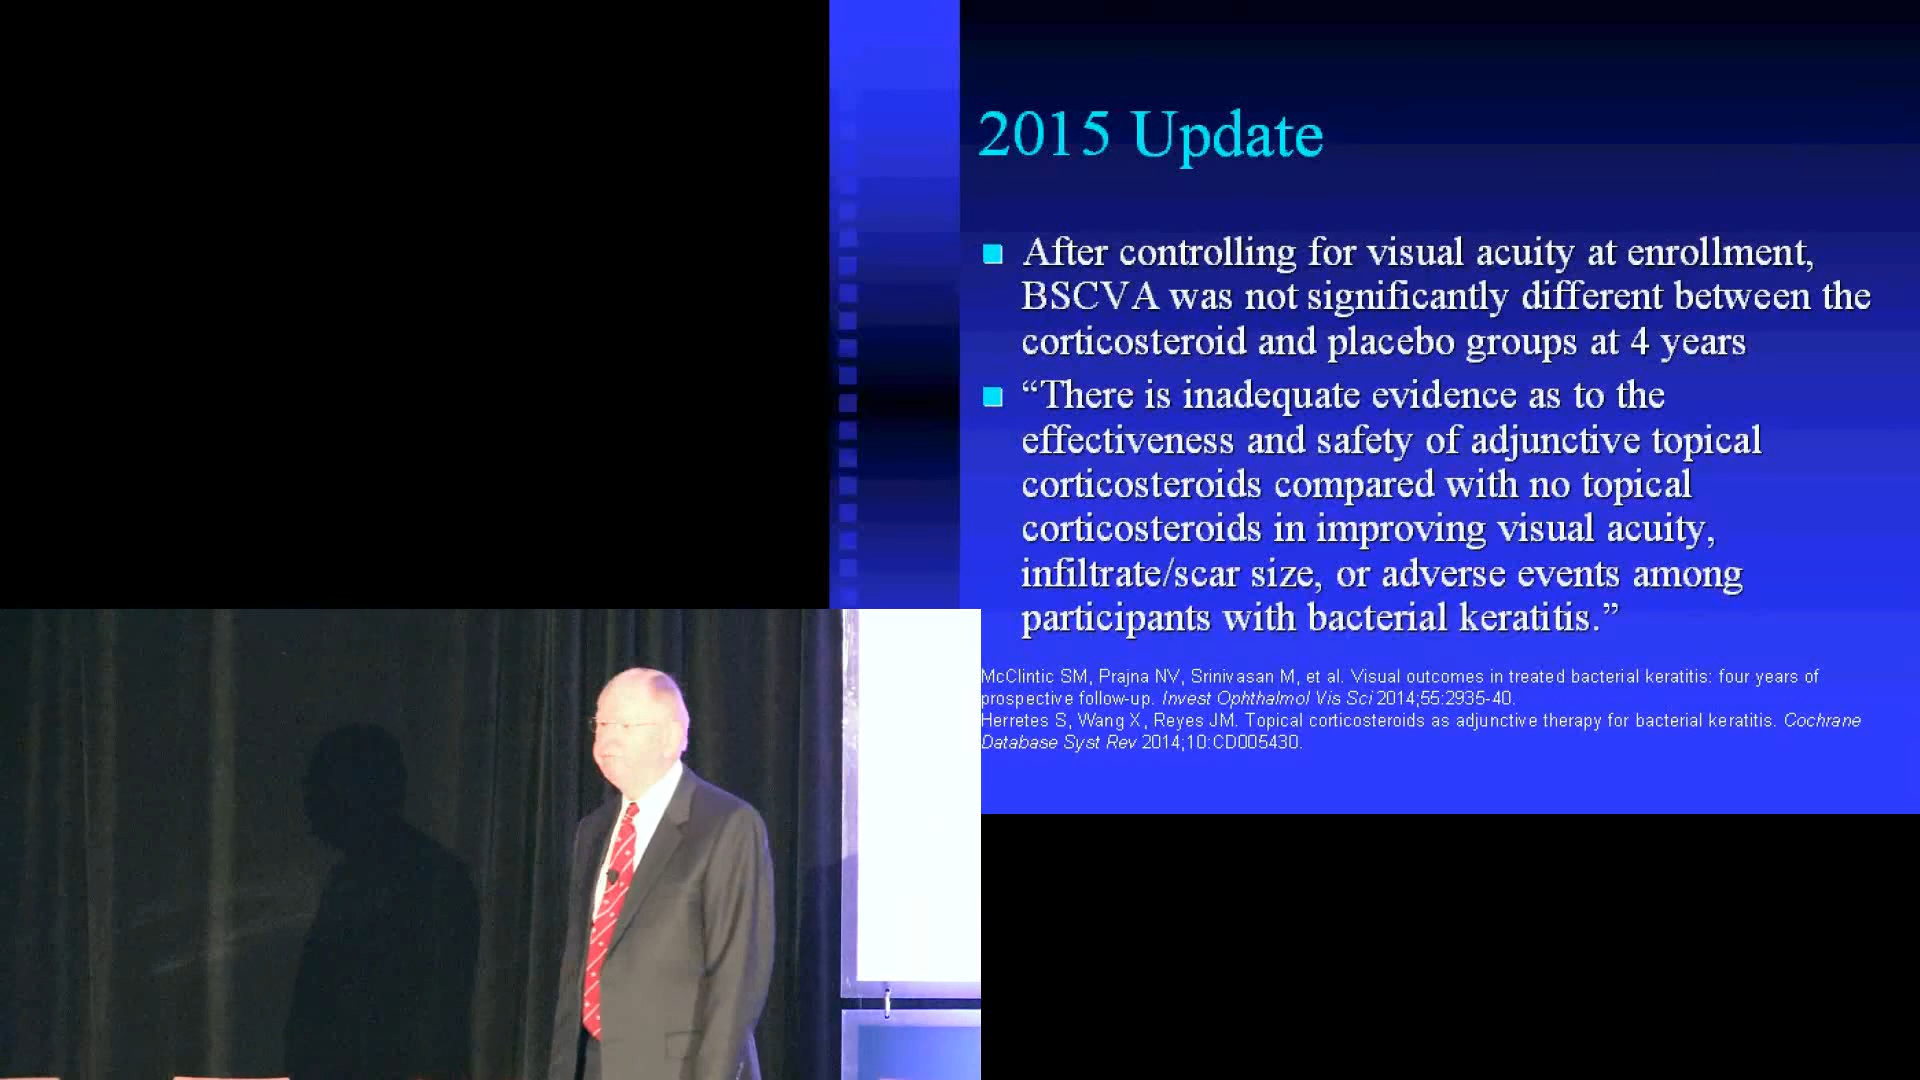 2015 Update
After controlling for visual acuity at enrollment,
BSCVA was not significantly different between the
corticosteroid and placebo groups at 4 years
“There is inadequate evidence as to the
effectiveness and safety of adjunctive topical
corticosteroids compared with no topical
corticosteroids in improving visual acuity,
infiltrate/scar size, or adverse events among
participants with bacterial keratitis.”
McClintic SM, Prajna NV, Srinivasan M, et al. Visual outcomes in treated bacterial keratitis: four years of
prospective follow-up. Invest Ophthalmol Vis Sci 2014;55:2935-40.
Herretes S, Wang X, Reyes JM. Topical corticosteroids as adjunctive therapy for bacterial keratitis. Cochrane
Database Syst Rev 2014;10:CD005430.